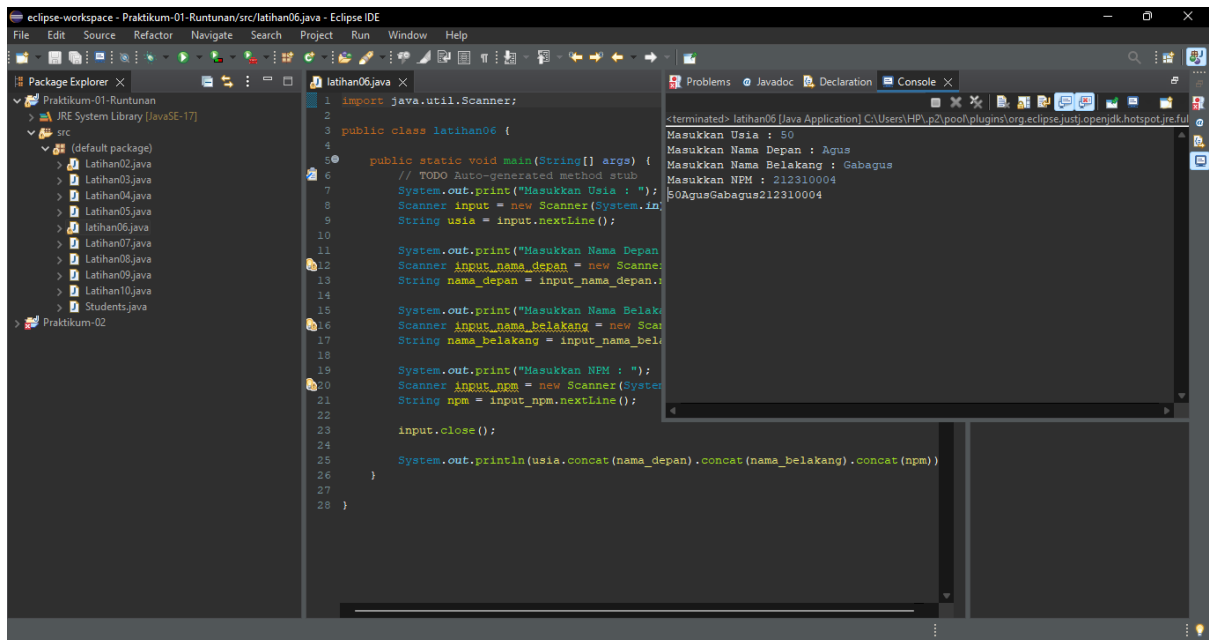 eclipse-workspace - Praktikum-01-Runtunan/src/latihan06.java - Eclipse IDE
File Edit Source Refactor Navigate Search Project Run Window Help
Package Explorer
Praktikum-01-Runtunan
JRE System Library [JavaSE-17]
src
(default package)
Latihan02.java
Latihan03.java
Latihan04.java
Latihan05.java
latihan06.java
Latihan07.java
Latihan08.java
Latihan09.java
Latihan10.java
Students.java
Praktikum-02
latihan06.java
1 import java.util.Scanner;
2
3 public class latihan06 {
4
5 public static void main(String[] args) {
6 // TODO Auto-generated method stub
7 System.out.print("Masukkan Usia : ");
8 Scanner input = new Scanner(System.in)
9 String usia = input.nextLine();
10
11 System.out.print("Masukkan Nama Depan
12 Scanner input_nama_depan = new Scanner
13 String nama_depan = input_nama_depan.
14
15 System.out.print("Masukkan Nama Belak
16 Scanner input_nama_belakang = new Scan
17 String nama_belakang = input_nama_bela
18
19 System.out.print("Masukkan NPM : ");
20 Scanner input_npm = new Scanner(System
21 String npm = input_npm.nextLine();
22
23 input.close();
24
25 System.out.println(usia.concat(nama_depan).concat(nama_belakang).concat(npm))
26 }
27
28 }
Problems Javadoc Declaration Console
<terminated> latihan06 [Java Application] C:\Users\HP\.p2\pool\plugins\org.eclipse.justj.openjdk.hotspot.jre.ful
Masukkan Usia : 50
Masukkan Nama Depan : Agus
Masukkan Nama Belakang : Gabagus
Masukkan NPM : 212310004
50AgusGabagus212310004